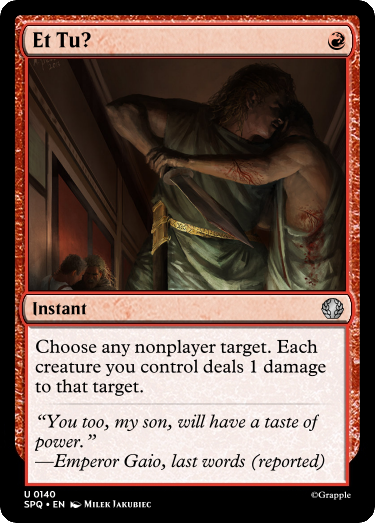 Et Tu?
Instant
Choose any nonplayer target. Each
creature you control deals 1 damage
to that target.
“You too, my son, will have a taste of
power.”
—Emperor Gaio, last words (reported)
U 0140
SPQ • EN Milek Jakubiec
©Grapple